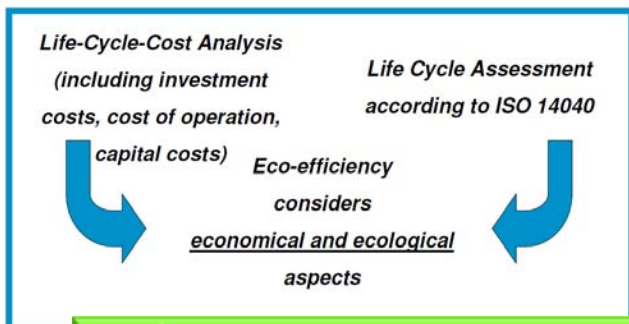 Life-Cycle-Cost Analysis
(including investment
costs, cost of operation,
capital costs)
Life Cycle Assessment
according to ISO 14040
Eco-efficiency
considers
economical and ecological
aspects